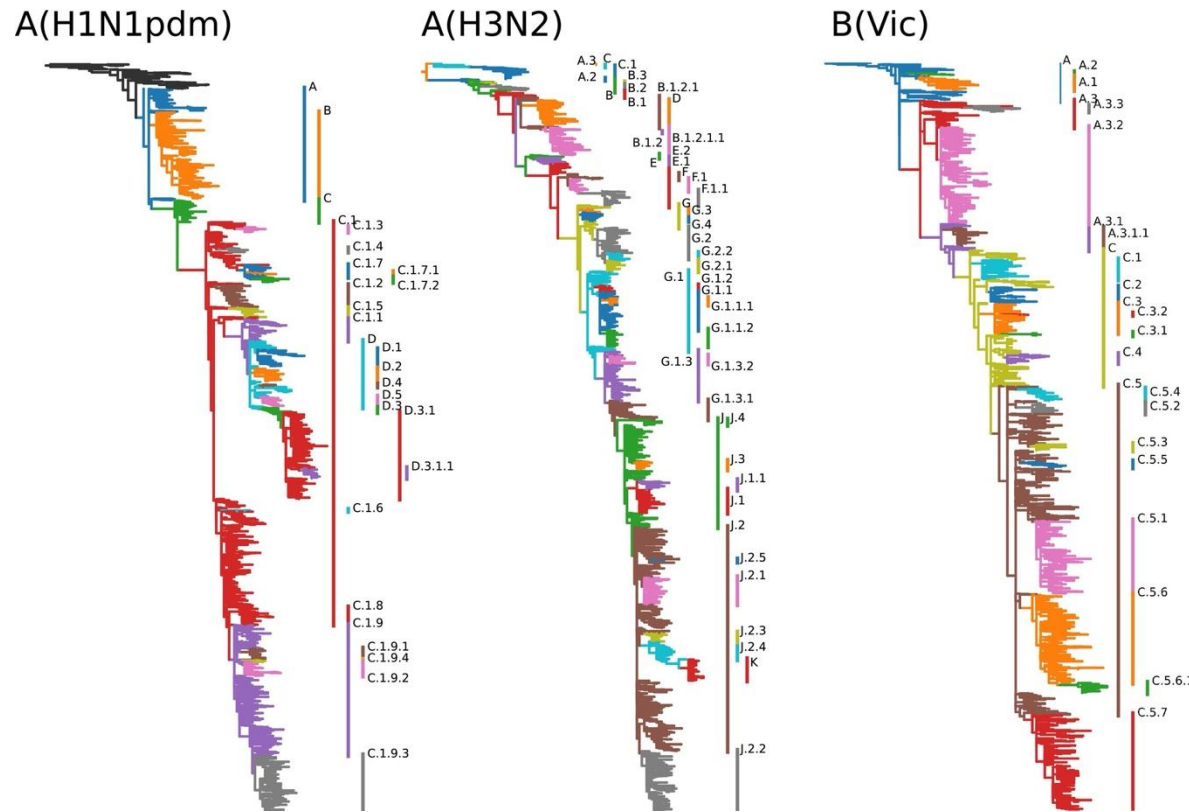 A(H1N1pdm)
A
B
C
C.1
C.1.3
C.1.4
C.1.7
C.1.7.1
C.1.7.2
C.1.2
C.1.5
C.1.1
D
D.1
D.2
D.4
D.5
D.3
D.3.1
D.3.1.1
C.1.6
C.1.8
C.1.9
C.1.9.1
C.1.9.4
C.1.9.2
C.1.9.3
A(H3N2)
A.3
C
C.1
A.2
B.3
B.2
B
B.1
B.1.2.1
D
B.1.2.1.1
B.1.2
E.2
E
E.1
F
F.1
F.1.1
G
G.3
G.4
G.2
G.2.2
G.2.1
G.1
G.1.2
G.1.1
G.1.1.1
G.1.1.2
G.1.3
G.1.3.2
G.1.3.1
J
J.4
J.3
J.1.1
J.1
J.2
J.2.5
J.2.1
J.2.3
J.2.4
K
J.2.2
B(Vic)
A
A.2
A.1
A.3
A.3.3
A.3.2
A.3.1
A.3.1.1
C
C.1
C.2
C.3
C.3.2
C.3.1
C.4
C.5
C.5.4
C.5.2
C.5.3
C.5.5
C.5.1
C.5.6
C.5.7